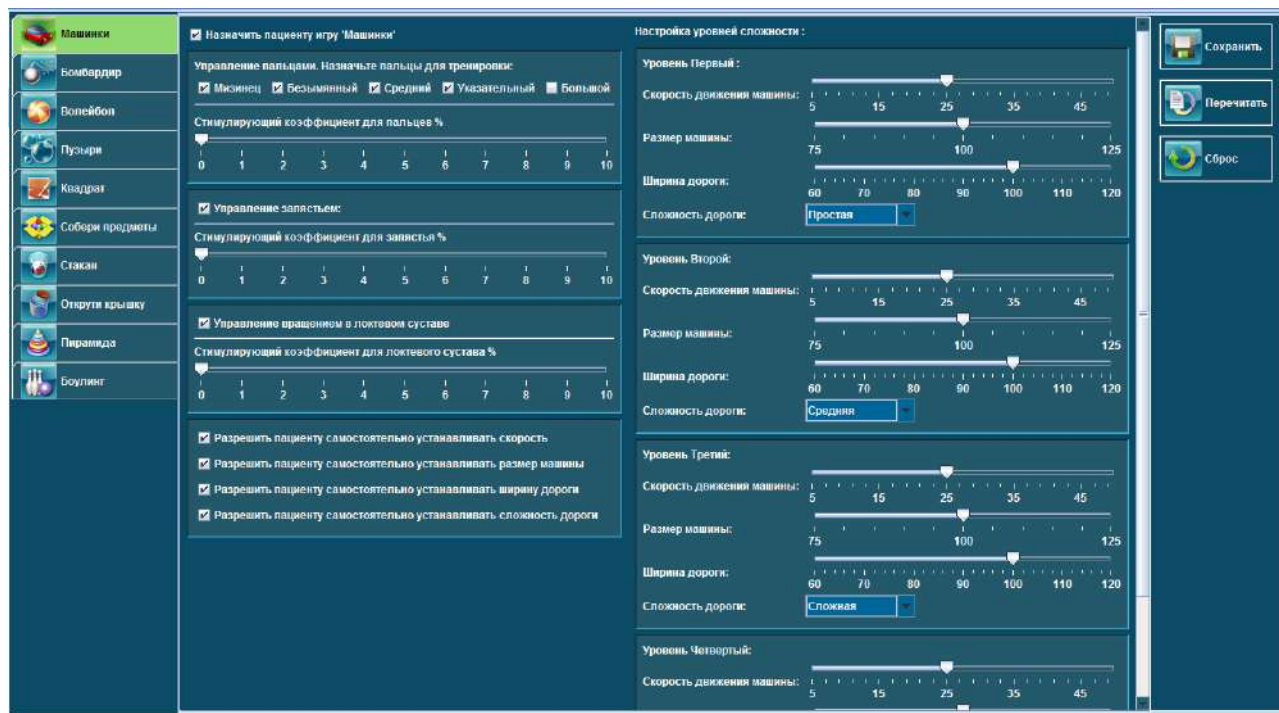 Машинки
Бомбардир
Волейбол
Пузыри
Квадрат
Собери предметы
Стакан
Открути крышку
Пирамида
Боулинг
Назначить пациенту игру 'Машинки'
Управление пальцами. Назначьте пальцы для тренировки:
Мизинец Безымянный Средний Указательный Большой
Стимулирующий коэффициент для пальцев %
0 1 2 3 4 5 6 7 8 9 10
Управление запястьем:
Стимулирующий коэффициент для запястья %
0 1 2 3 4 5 6 7 8 9 10
Управление вращением в локтевом суставе
Стимулирующий коэффициент для локтевого сустава %
0 1 2 3 4 5 6 7 8 9 10
Разрешить пациенту самостоятельно устанавливать скорость
Разрешить пациенту самостоятельно устанавливать размер машины
Разрешить пациенту самостоятельно устанавливать ширину дороги
Разрешить пациенту самостоятельно устанавливать сложность дороги
Настройка уровней сложности :
Уровень Первый :
Скорость движения машины:
5 15 25 35 45
Размер машины:
75 100 125
Ширина дороги:
60 70 80 90 100 110 120
Сложность дороги: Простая
Уровень Второй:
Скорость движения машины:
5 15 25 35 45
Размер машины:
75 100 125
Ширина дороги:
60 70 80 90 100 110 120
Сложность дороги: Средняя
Уровень Третий:
Скорость движения машины:
5 15 25 35 45
Размер машины:
75 100 125
Ширина дороги:
60 70 80 90 100 110 120
Сложность дороги: Сложная
Уровень Четвертый:
Скорость движения машины:
5 15 25 35 45
Сохранить
Перечитать
Сброс